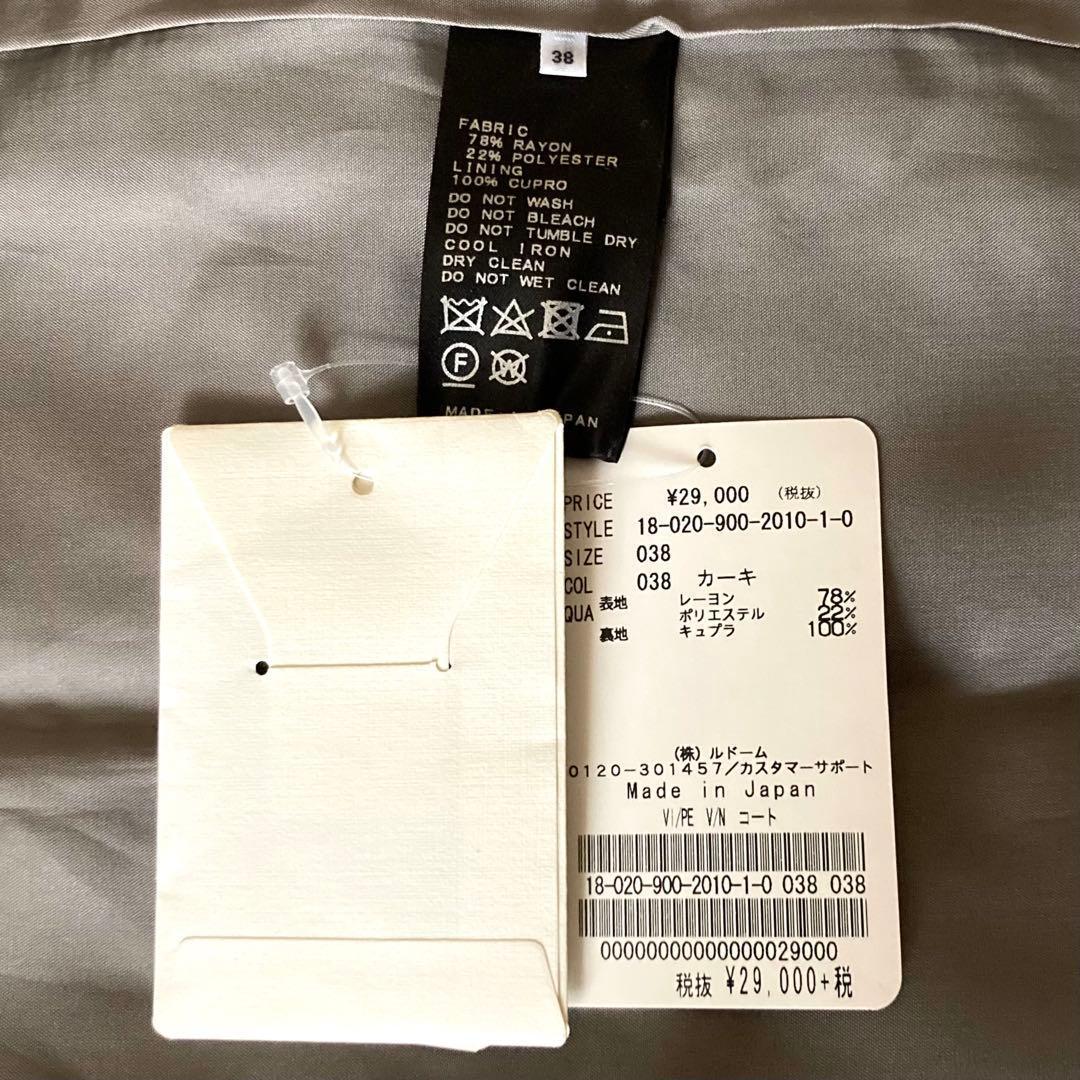 38
FABRIC
78% RAYON
22% POLYESTER
LINING
100% CUPRO
DO NOT WASH
DO NOT BLEACH
DO NOT TUMBLE DRY
COOL IRON
DRY CLEAN
DO NOT WET CLEAN
F W
MADE PAN
PRICE ¥29,000 (税抜)
STYLE 18-020-900-2010-1-0
SIZE 038
COL 038 カーキ
QUA 表地 レーヨン 78%
ポリエステル 22%
裏地 キュプラ 100%
(株) ルドーム
0120-301457/カスタマーサポート
Made in Japan
VI/PE V/N コート
18-020-900-2010-1-0 038 038
00000000000000029000
税抜 ¥29,000+税